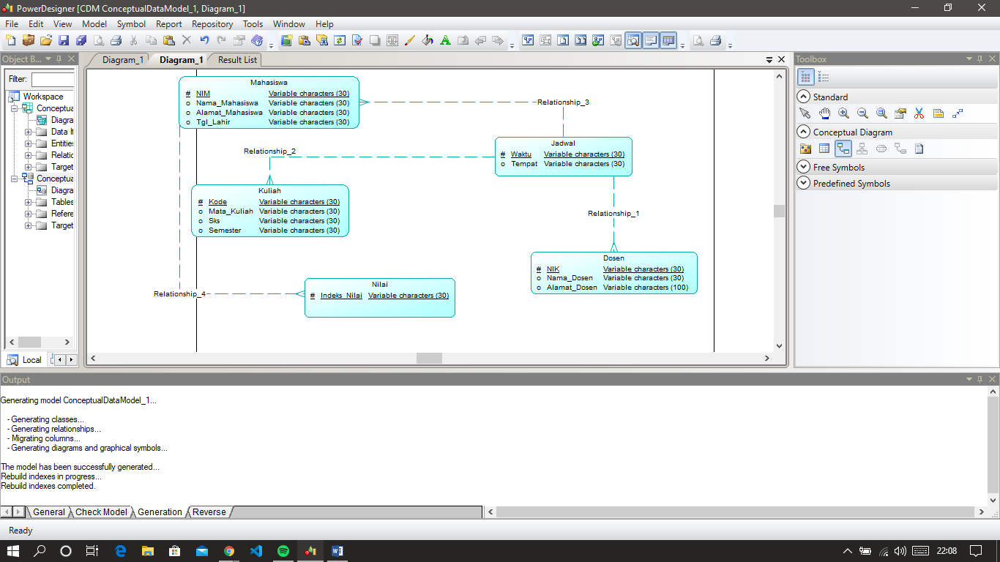 PowerDesigner [CDM ConceptualDataModel_1, Diagram_1]
File Edit View Model Symbol Report Repository Tools Window Help
Object B...
Filter:
Workspace
Conceptua
Diagra
Data It
Entities
Relatio
Target
Conceptua
Diagra
Tables
Refere
Target
Local
Diagram_1 Diagram_1 Result List
Mahasiswa
# NIM Variable characters (30)
o Nama_Mahasiswa Variable characters (30)
o Alamat_Mahasiswa Variable characters (30)
o Tgl_Lahir Variable characters (30)
Relationship_3
Jadwal
# Waktu Variable characters (30)
o Tempat Variable characters (30)
Relationship_2
Kuliah
# Kode Variable characters (30)
o Mata_Kuliah Variable characters (30)
o Sks Variable characters (30)
o Semester Variable characters (30)
Relationship_1
Dosen
# NIK Variable characters (30)
o Nama_Dosen Variable characters (30)
o Alamat_Dosen Variable characters (100)
Relationship_4
Nilai
# Indeks_Nilai Variable characters (30)
Toolbox
Standard
Conceptual Diagram
Free Symbols
Predefined Symbols
Output
Generating model ConceptualDataModel_1...
- Generating classes...
- Generating relationships...
- Migrating columns...
- Generating diagrams and graphical symbols...
The model has been successfully generated...
Rebuild indexes in progress...
Rebuild indexes completed.
General Check Model Generation Reverse
Ready
22:08